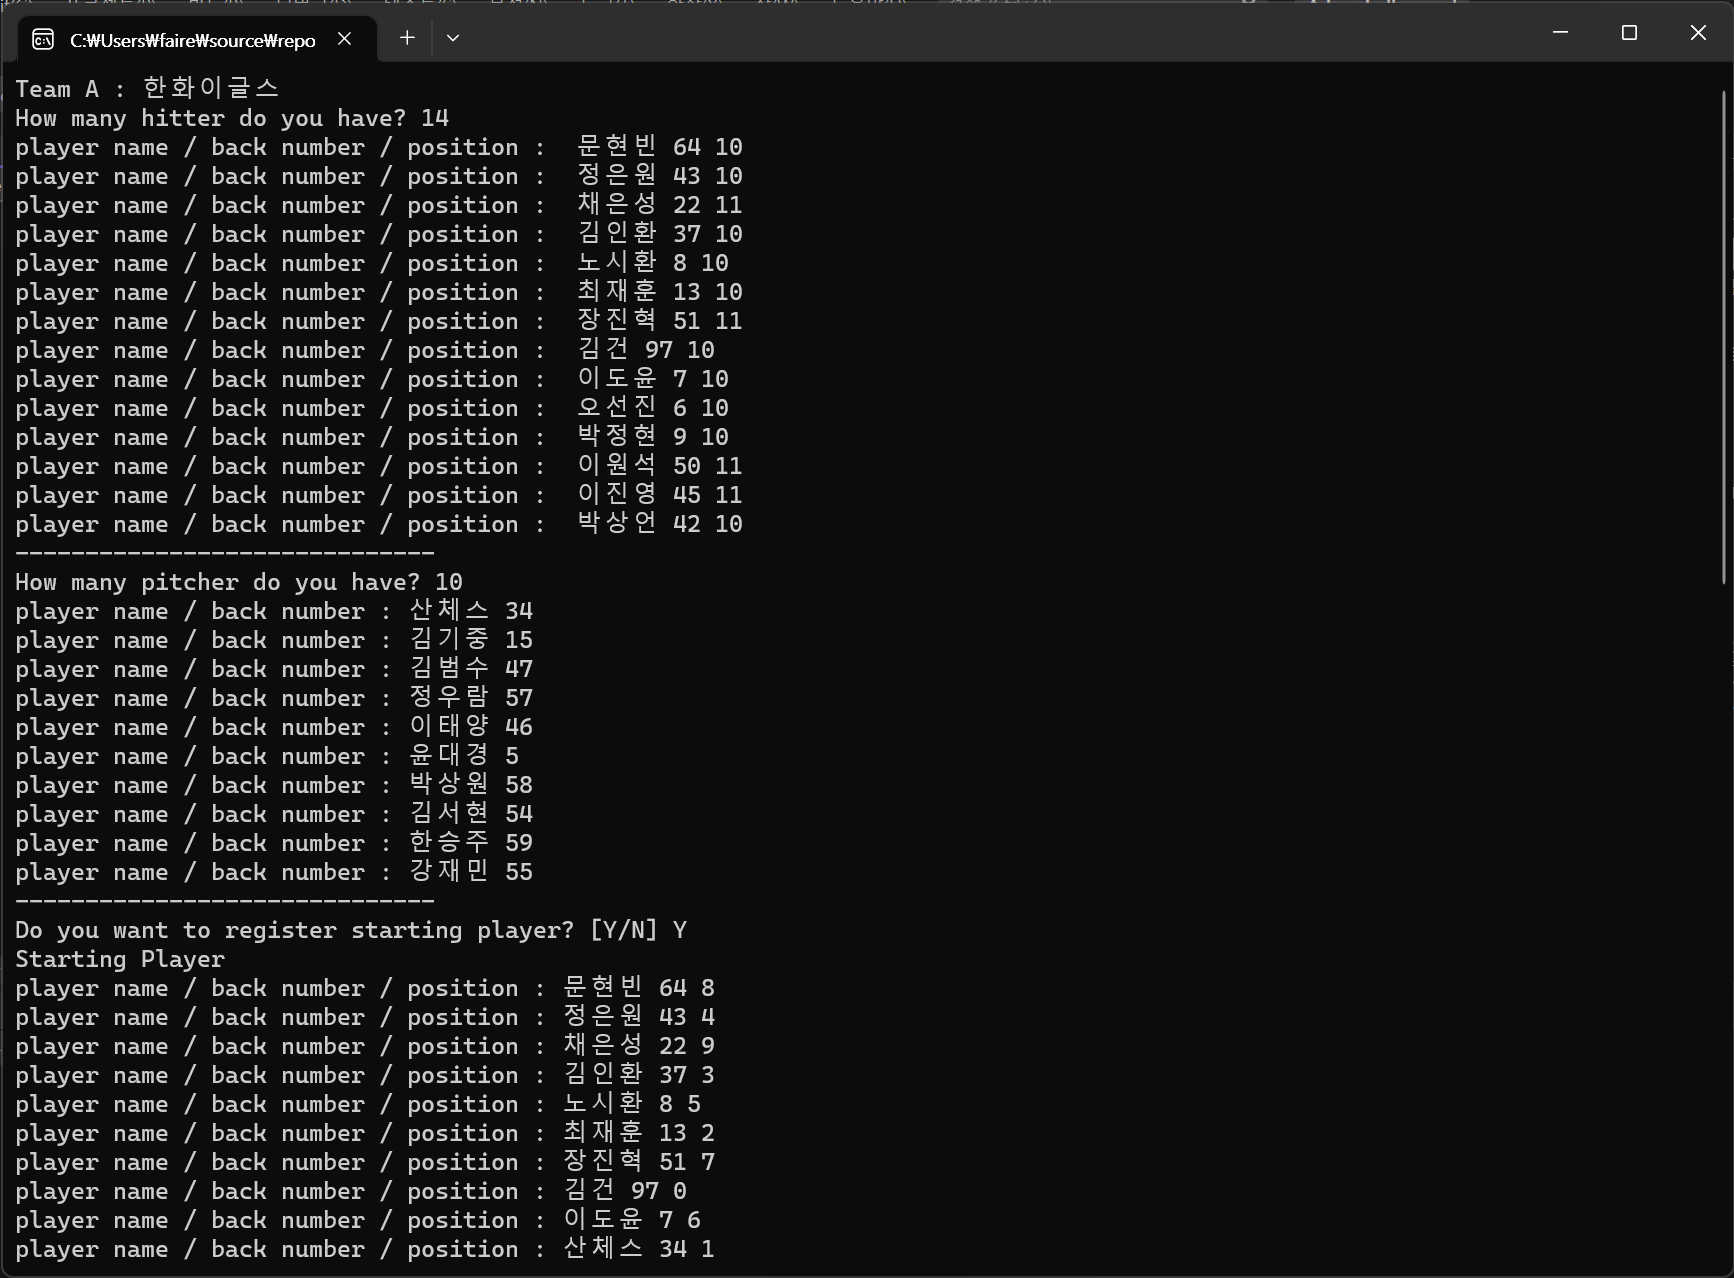 C:₩Users₩faire₩source₩repo
Team A : 한화이글스
How many hitter do you have? 14
player name / back number / position :  문현빈 64 10
player name / back number / position :  정은원 43 10
player name / back number / position :  채은성 22 11
player name / back number / position :  김인환 37 10
player name / back number / position :  노시환 8 10
player name / back number / position :  최재훈 13 10
player name / back number / position :  장진혁 51 11
player name / back number / position :  김건 97 10
player name / back number / position :  이도윤 7 10
player name / back number / position :  오선진 6 10
player name / back number / position :  박정현 9 10
player name / back number / position :  이원석 50 11
player name / back number / position :  이진영 45 11
player name / back number / position :  박상언 42 10
------------------------------
How many pitcher do you have? 10
player name / back number : 산체스 34
player name / back number : 김기중 15
player name / back number : 김범수 47
player name / back number : 정우람 57
player name / back number : 이태양 46
player name / back number : 윤대경 5
player name / back number : 박상원 58
player name / back number : 김서현 54
player name / back number : 한승주 59
player name / back number : 강재민 55
------------------------------
Do you want to register starting player? [Y/N] Y
Starting Player
player name / back number / position : 문현빈 64 8
player name / back number / position : 정은원 43 4
player name / back number / position : 채은성 22 9
player name / back number / position : 김인환 37 3
player name / back number / position : 노시환 8 5
player name / back number / position : 최재훈 13 2
player name / back number / position : 장진혁 51 7
player name / back number / position : 김건 97 0
player name / back number / position : 이도윤 7 6
player name / back number / position : 산체스 34 1